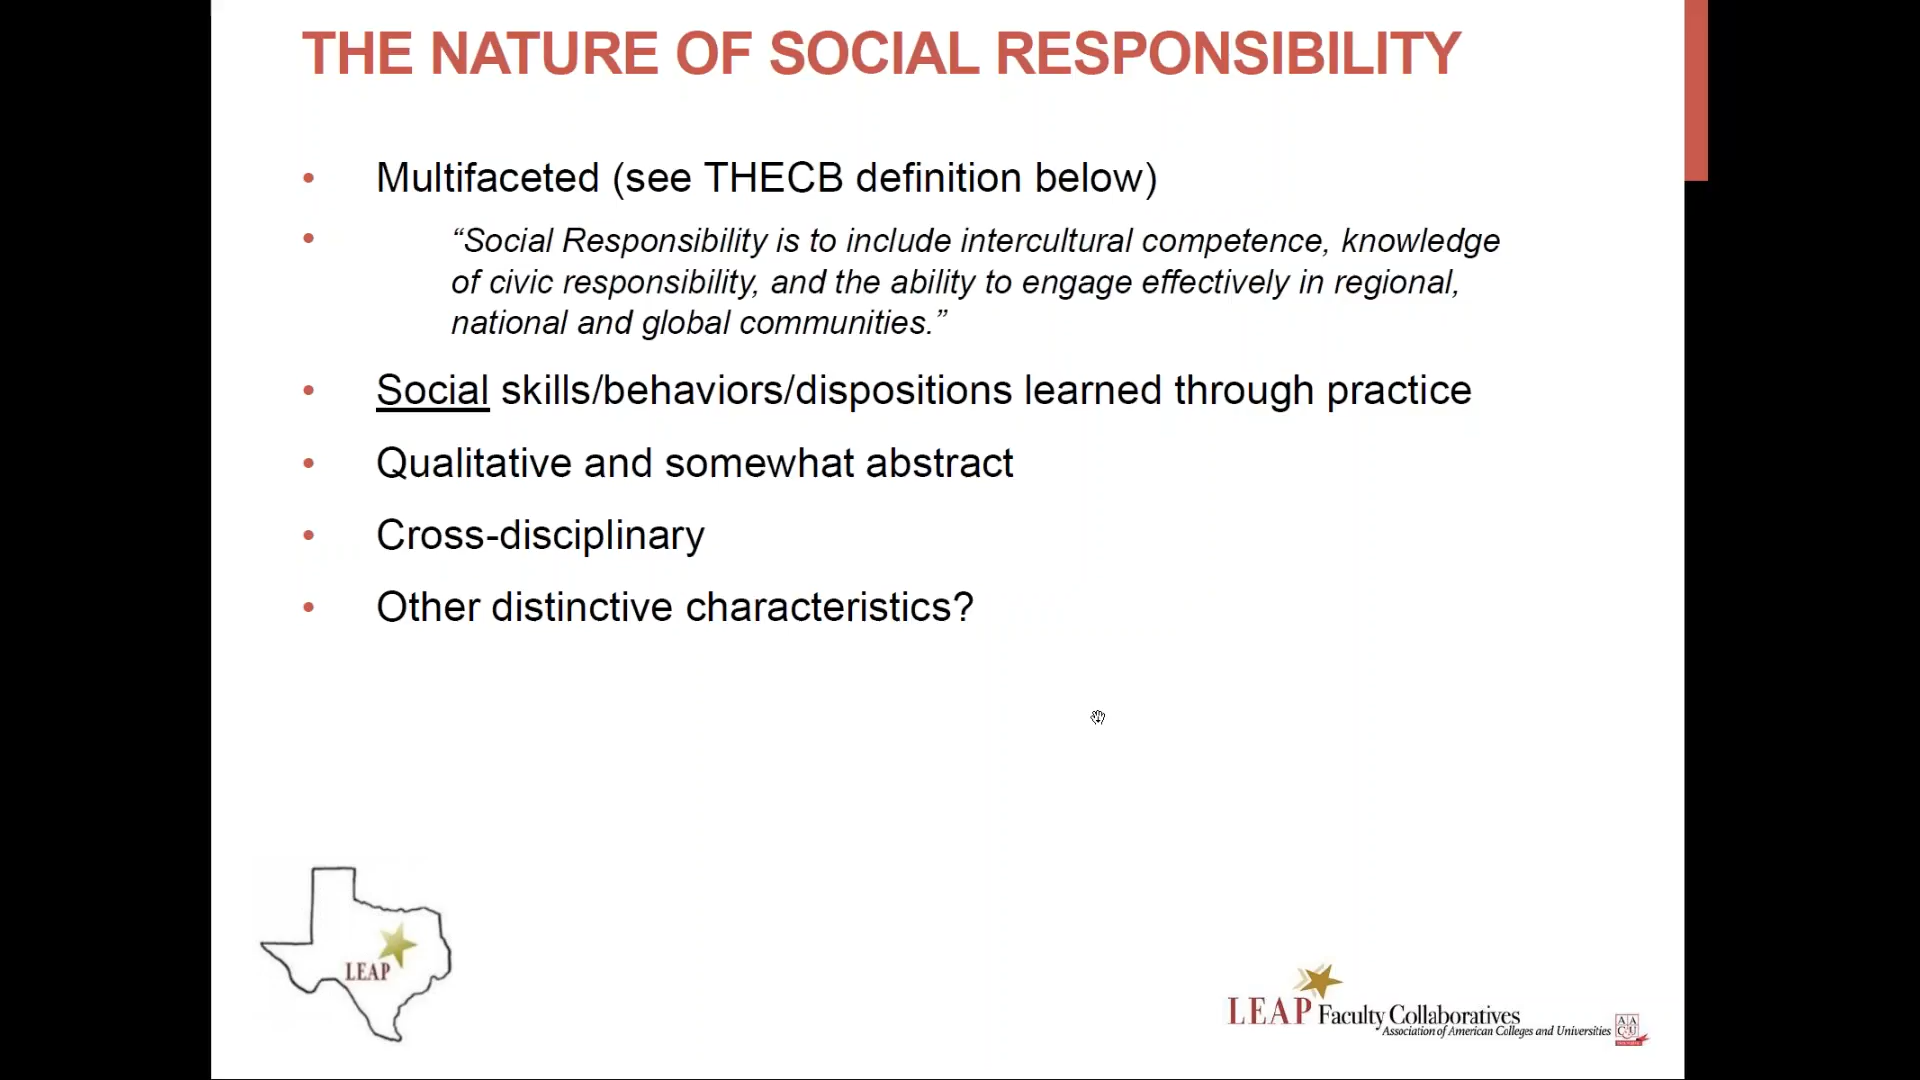 THE NATURE OF SOCIAL RESPONSIBILITY
• Multifaceted (see THECB definition below)
• “Social Responsibility is to include intercultural competence, knowledge
of civic responsibility, and the ability to engage effectively in regional,
national and global communities.”
• Social skills/behaviors/dispositions learned through practice
• Qualitative and somewhat abstract
• Cross-disciplinary
• Other distinctive characteristics?
LEAP
LEAP Faculty Collaboratives
Association of American Colleges and Universities
AAC&U